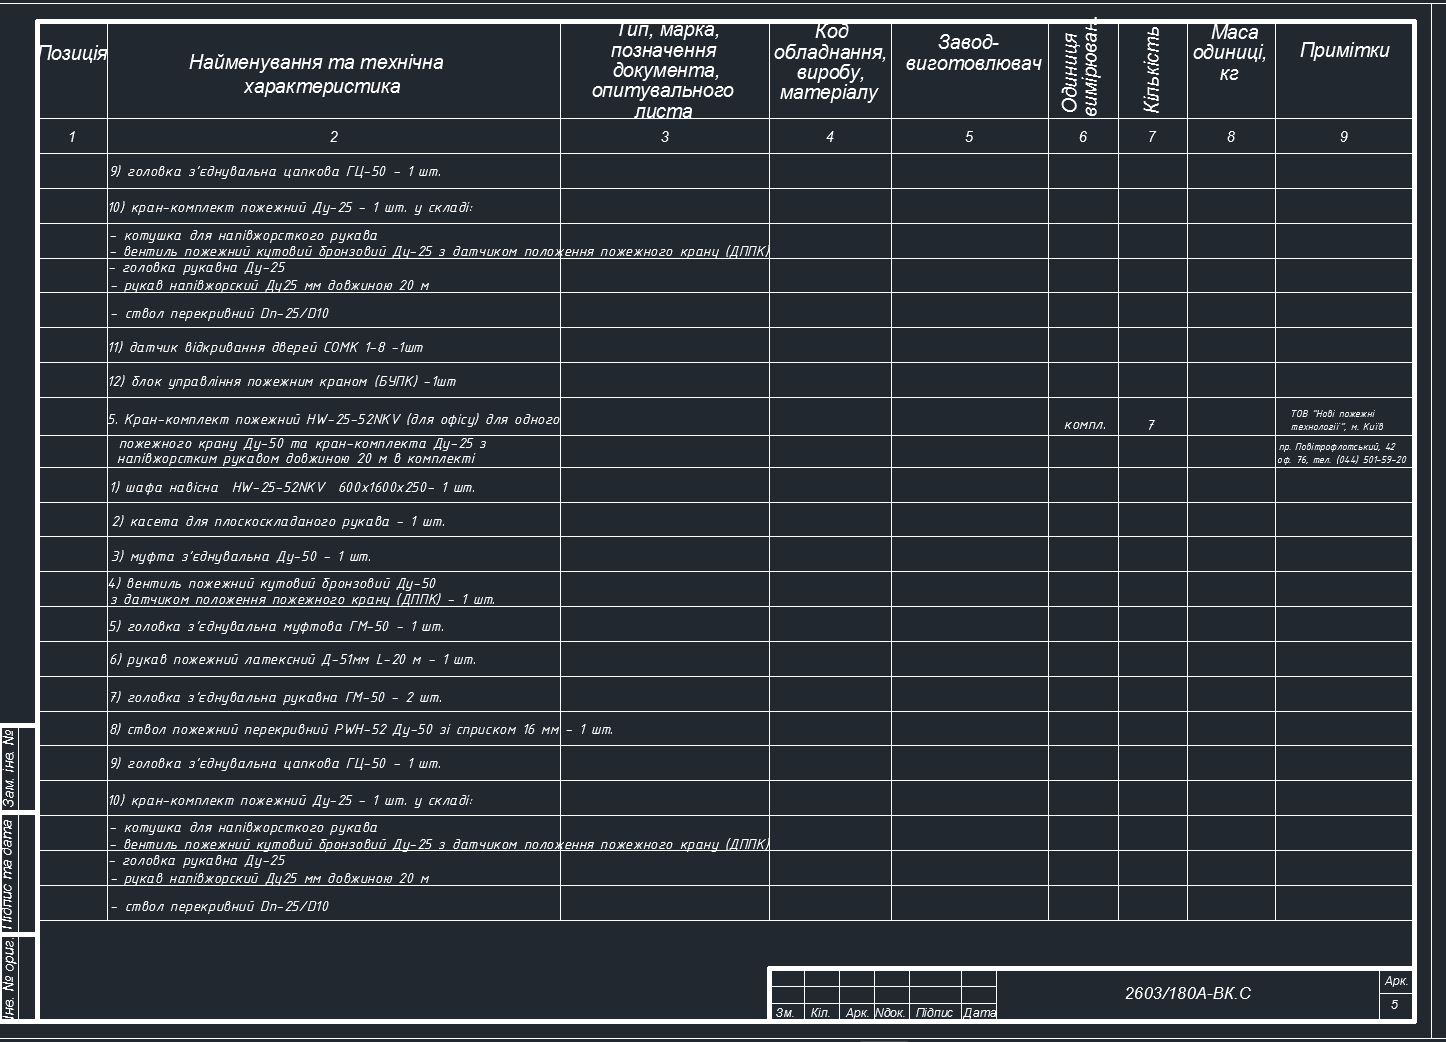 Позиція
Найменування та технічна
характеристика
Тип, марка,
позначення
документа,
опитувального
листа
Код
обладнання,
виробу,
матеріалу
Завод-
виготовлювач
Одиниця
вимірюван.
Кількість
Маса
одиниці,
кг
Примітки
1 2 3 4 5 6 7 8 9
9) головка з'єднувальна цапкова ГЦ-50 - 1 шт.
10) кран-комплект пожежний Ду-25 - 1 шт. у складі:
- котушка для напівжорсткого рукава
- вентиль пожежний кутовий бронзовий Ду-25 з датчиком положення пожежного крану (ДППК)
- головка рукавна Ду-25
- рукав напівжорский Ду25 мм довжиною 20 м
- ствол перекривний Dn-25/D10
11) датчик відкривання дверей СОМК 1-8 -1шт
12) блок управління пожежним краном (БУПК) -1шт
5. Кран-комплект пожежний HW-25-52NKV (для офісу) для одного
компл. 7
ТОВ "Нові пожежні
технології", м. Київ
пожежного крану Ду-50 та кран-комплекта Ду-25 з
напівжорстким рукавом довжиною 20 м в комплекті
пр. Повітрофлотський, 42
оф. 76, тел. (044) 501-59-20
1) шафа навісна HW-25-52NKV 600х1600х250- 1 шт.
2) касета для плоскоскладаного рукава - 1 шт.
3) муфта з'єднувальна Ду-50 - 1 шт.
4) вентиль пожежний кутовий бронзовий Ду-50
з датчиком положення пожежного крану (ДППК) - 1 шт.
5) головка з'єднувальна муфтова ГМ-50 - 1 шт.
6) рукав пожежний латексний Д-51мм L-20 м - 1 шт.
7) головка з'єднувальна рукавна ГМ-50 - 2 шт.
8) ствол пожежний перекривний PWH-52 Ду-50 зі сприском 16 мм - 1 шт.
9) головка з'єднувальна цапкова ГЦ-50 - 1 шт.
10) кран-комплект пожежний Ду-25 - 1 шт. у складі:
- котушка для напівжорсткого рукава
- вентиль пожежний кутовий бронзовий Ду-25 з датчиком положення пожежного крану (ДППК)
- головка рукавна Ду-25
- рукав напівжорский Ду25 мм довжиною 20 м
- ствол перекривний Dn-25/D10
Зам. інв. №
Підпис та дата
Інв. № ориг.
Зм. Кіл. Арк. Nдок. Підпис Дата
2603/180А-ВК.С
Арк.
5